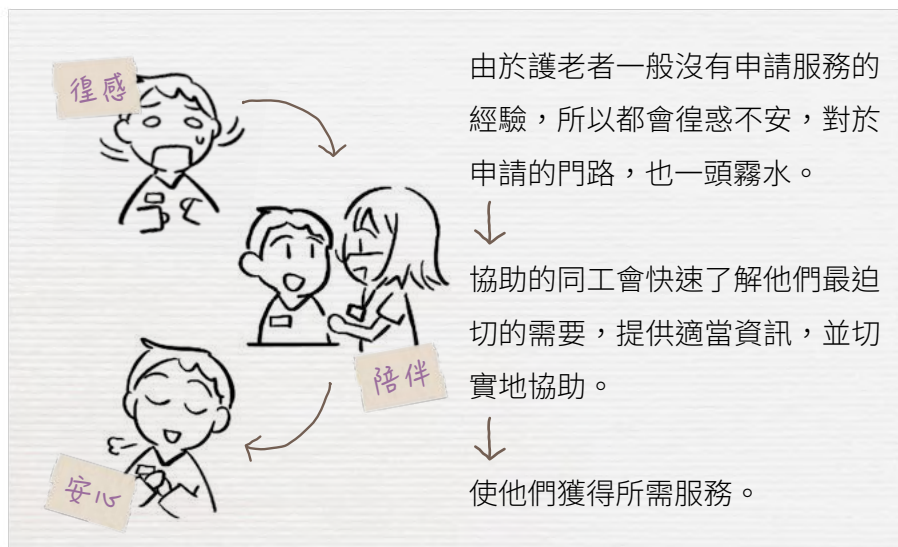 徨感
由於護老者一般沒有申請服務的
經驗，所以都會徨惑不安，對於
申請的門路，也一頭霧水。
協助的同工會快速了解他們最迫
切的需要，提供適當資訊，並切
實地協助。
陪伴
安心
使他們獲得所需服務。